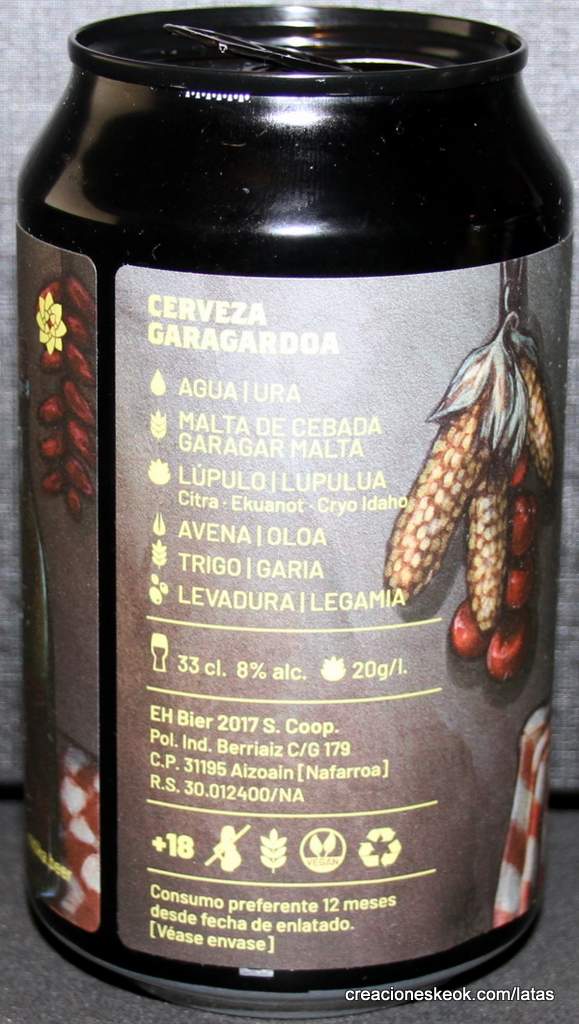 CERVEZA
GARAGARDOA
AGUA | URA
MALTA DE CEBADA
GARAGAR MALTA
LÚPULO | LUPULUA
Citra · Ekuanot · Cryo Idaho
AVENA | OLOA
TRIGO | GARIA
LEVADURA | LEGAMIA
33 cl. 8% alc. 20g/l.
EH Bier 2017 S. Coop.
Pol. Ind. Berriaiz C/G 179
C.P. 31195 Aizoain [Nafarroa]
R.S. 30.012400/NA
+18
VEGAN
Consumo preferente 12 meses
desde fecha de enlatado.
[Véase envase]
creacioneskeok.com/latas